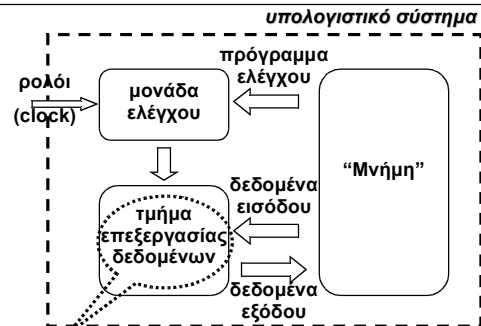 υπολογιστικό σύστημα
πρόγραμμα
ελέγχου
ρολόι
(clock)
μονάδα
ελέγχου
“Μνήμη”
δεδομένα
εισόδου
τμήμα
επεξεργασίας
δεδομένων
δεδομένα
εξόδου